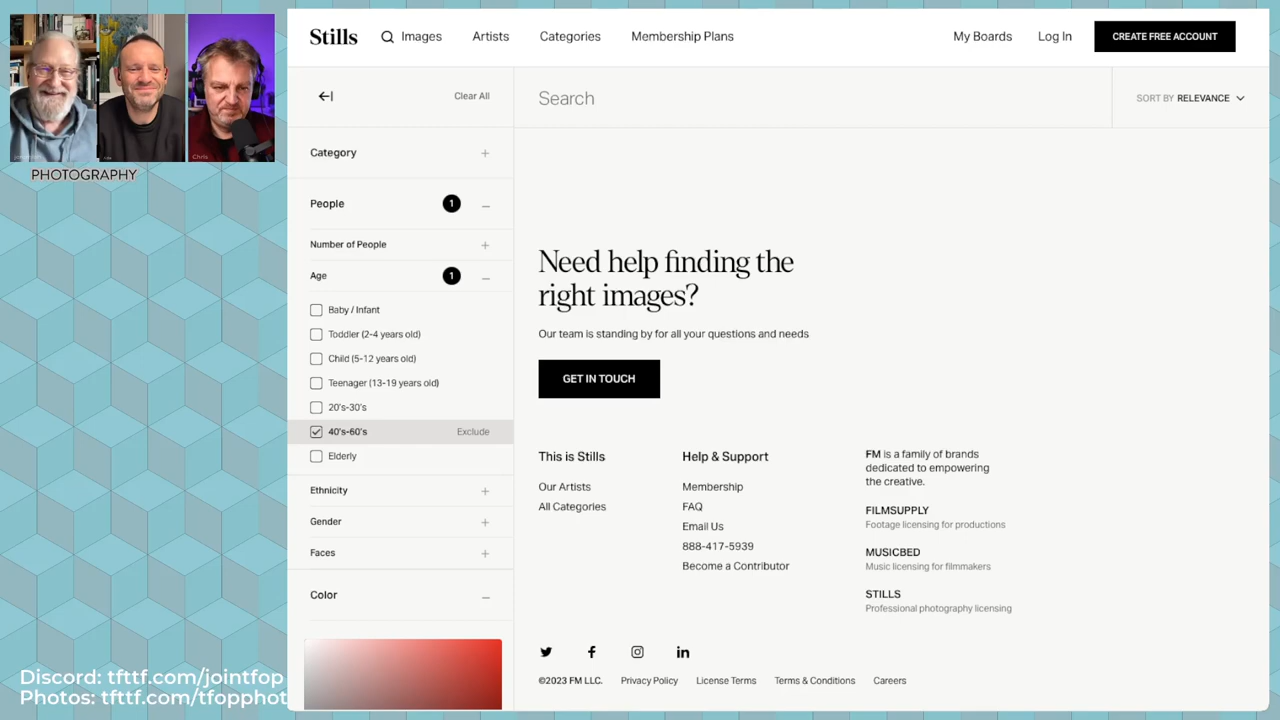 Stills
Images
Artists
Categories
Membership Plans
My Boards
Log In
CREATE FREE ACCOUNT
Clear All
Search
SORT BY RELEVANCE
Chris
PHOTOGRAPHY
Category
People 1
Number of People
Age 1
Baby / Infant
Toddler (2-4 years old)
Child (5-12 years old)
Teenager (13-19 years old)
20's-30's
40's-60's Exclude
Elderly
Ethnicity
Gender
Faces
Color
Need help finding the
right images?
Our team is standing by for all your questions and needs
GET IN TOUCH
This is Stills
Our Artists
All Categories
Help & Support
Membership
FAQ
Email Us
888-417-5939
Become a Contributor
FM is a family of brands
dedicated to empowering
the creative.
FILMSUPPLY
Footage licensing for productions
MUSICBED
Music licensing for filmmakers
STILLS
Professional photography licensing
©2023 FM LLC.
Privacy Policy
License Terms
Terms & Conditions
Careers
Discord: tfttf.com/jointfop
Photos: tfttf.com/tfopphot